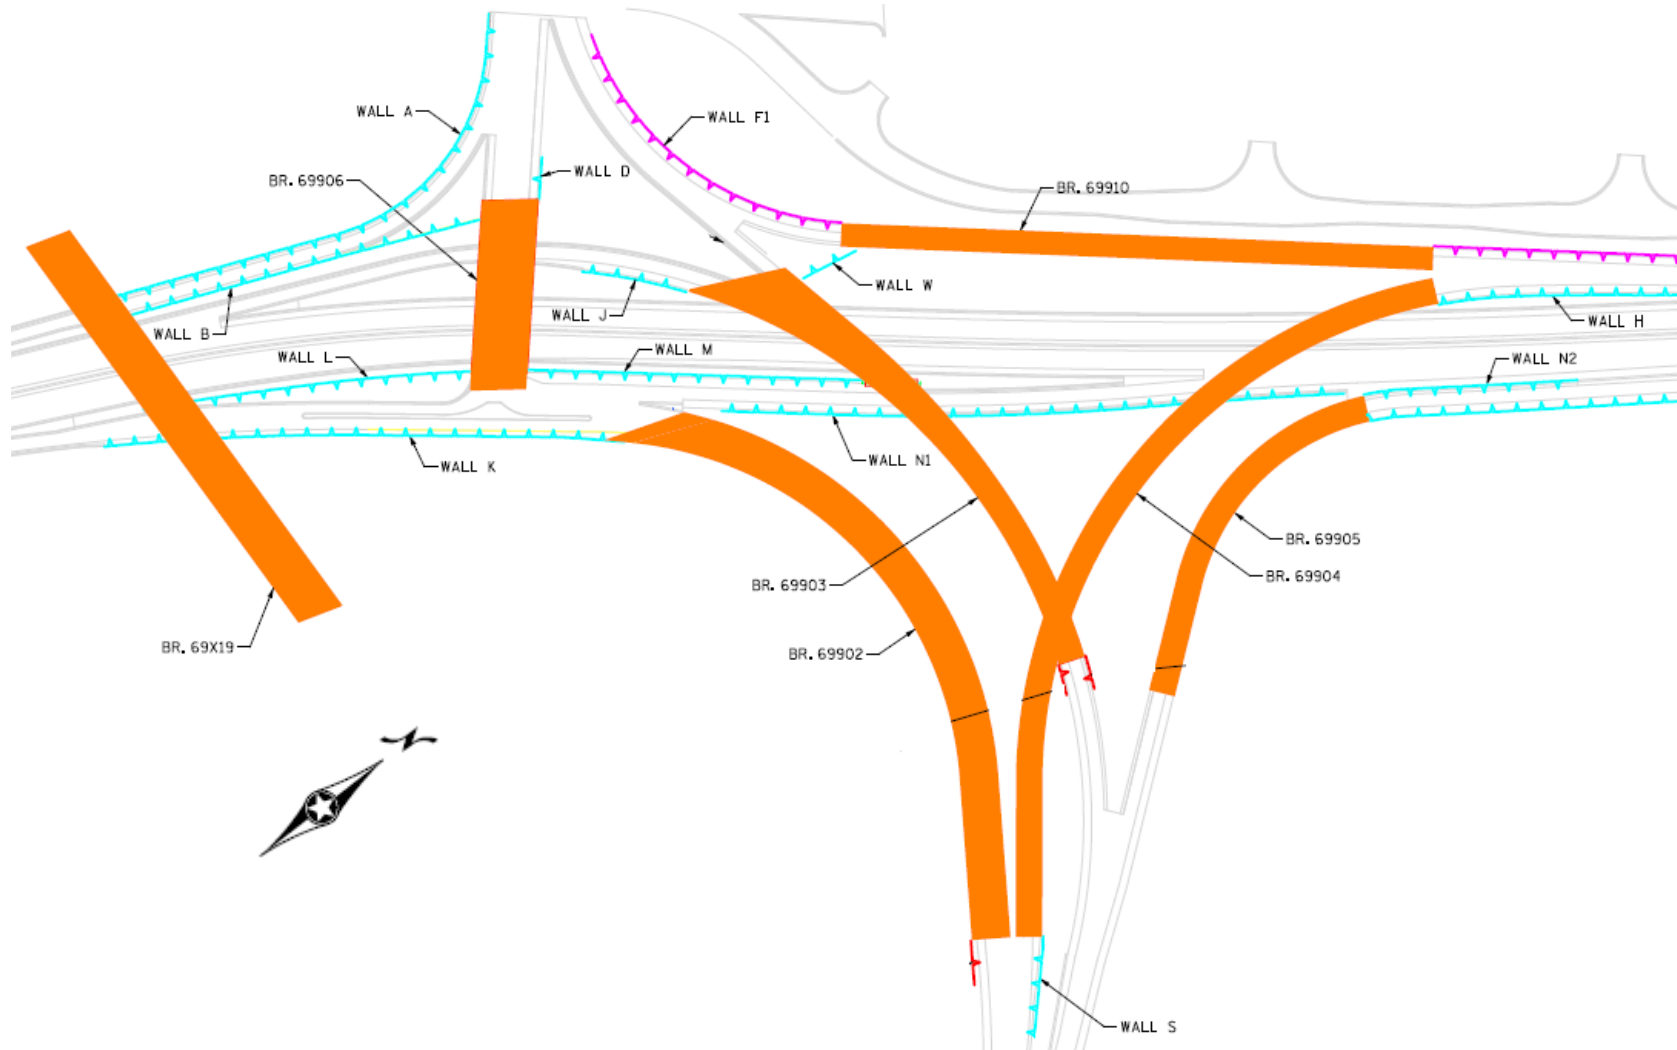 WALL A
WALL F1
BR. 69906
WALL D
BR. 69910
WALL W
WALL J
WALL B
WALL H
WALL L
WALL M
WALL N2
WALL K
WALL N1
BR. 69905
BR. 69903
BR. 69904
BR. 69X19
BR. 69902
WALL S